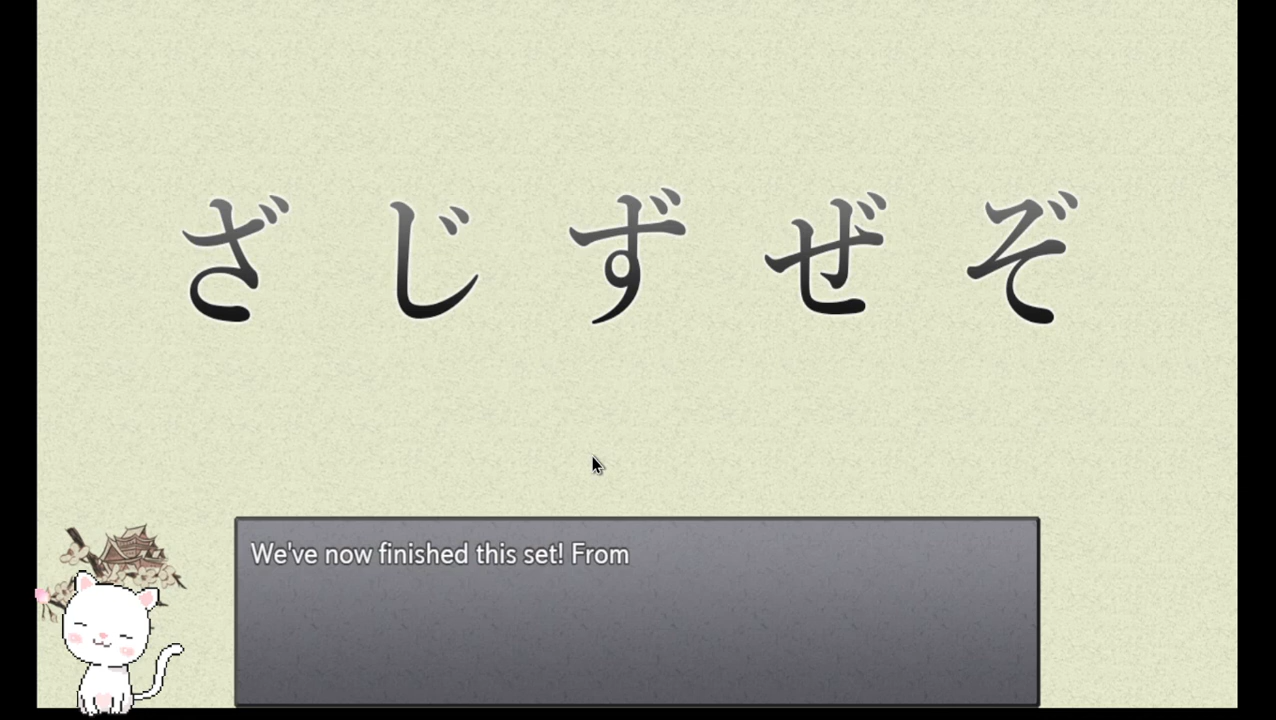 ざ じ ず ぜ ぞ
We've now finished this set! From